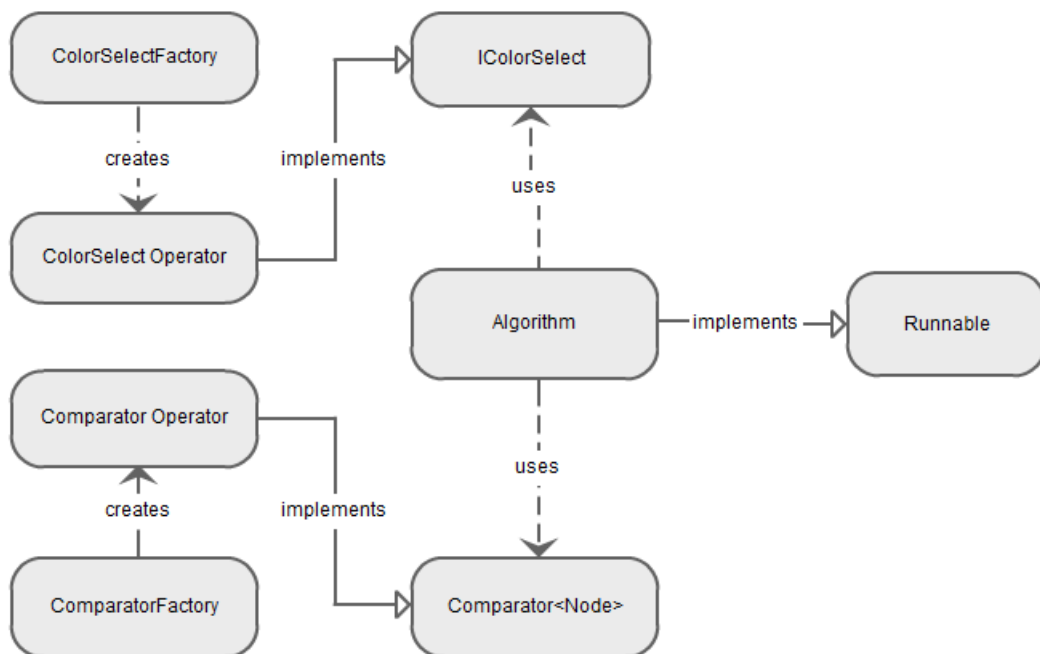 ColorSelectFactory
IColorSelect
creates
implements
uses
ColorSelect Operator
Algorithm
implements
Runnable
Comparator Operator
uses
creates
implements
ComparatorFactory
Comparator<Node>